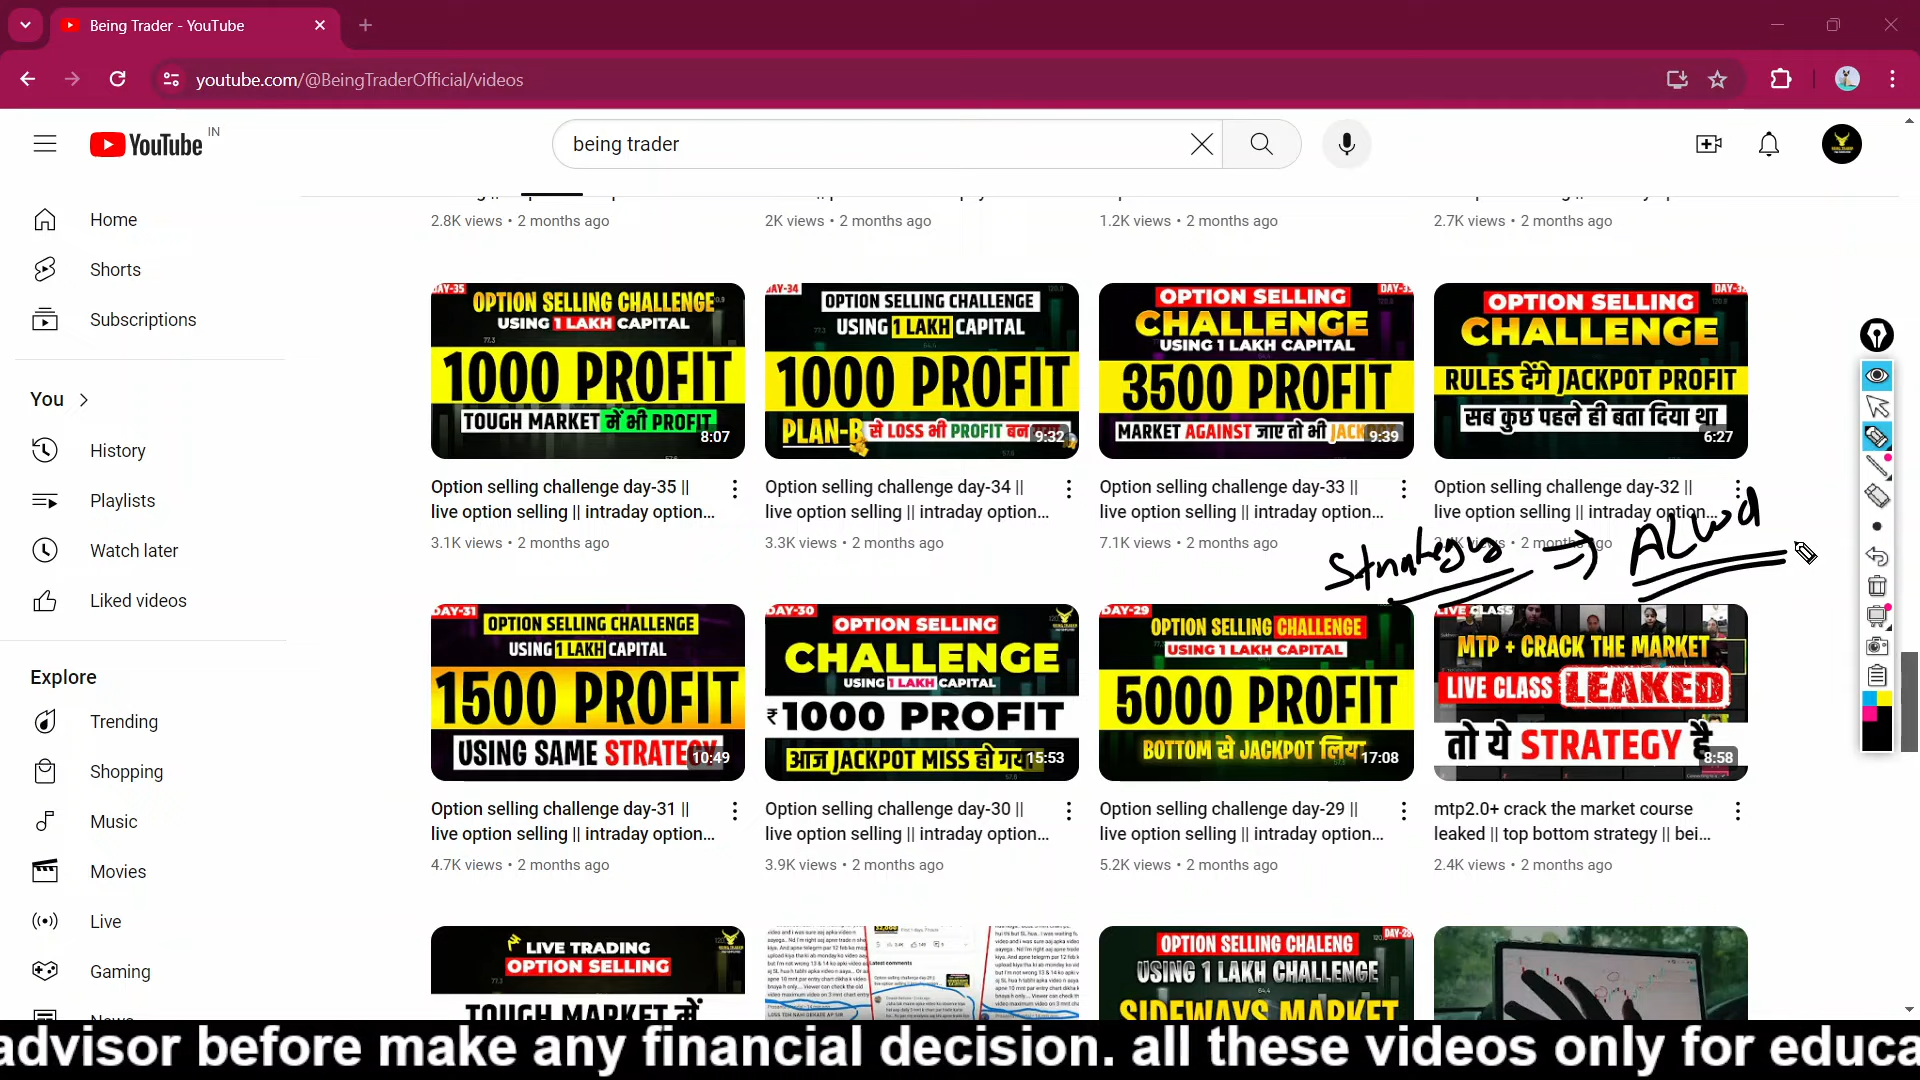 Being Trader - YouTube
youtube.com/@BeingTraderOfficial/videos
YouTube IN
being trader
Home
Shorts
Subscriptions
You
History
Playlists
Watch later
Liked videos
Explore
Trending
Shopping
Music
Movies
Live
Gaming
2.8K views • 2 months ago
2K views • 2 months ago
1.2K views • 2 months ago
2.7K views • 2 months ago
OPTION SELLING CHALLENGE
USING 1 LAKH CAPITAL
1000 PROFIT
TOUGH MARKET में भी PROFIT
8:07
Option selling challenge day-35 ||
live option selling || intraday option...
3.1K views • 2 months ago
OPTION SELLING CHALLENGE
USING 1 LAKH CAPITAL
1000 PROFIT
PLAN-B से LOSS भी PROFIT
9:32
Option selling challenge day-34 ||
live option selling || intraday option...
3.3K views • 2 months ago
OPTION SELLING
CHALLENGE
USING 1 LAKH CAPITAL
3500 PROFIT
MARKET AGAINST जाए तो भी
9:39
Option selling challenge day-33 ||
live option selling || intraday option...
7.1K views • 2 months ago
OPTION SELLING
CHALLENGE
RULES देंगे JACKPOT PROFIT
सब कुछ पहले ही बता दिया था
6:27
Option selling challenge day-32 ||
live option selling || intraday option...
2 months ago
Strategy ⇒
DAY-31
OPTION SELLING CHALLENGE
USING 1 LAKH CAPITAL
1500 PROFIT
USING SAME STRATEGY
10:49
Option selling challenge day-31 ||
live option selling || intraday option...
4.7K views • 2 months ago
DAY-30
OPTION SELLING
CHALLENGE
USING 1 LAKH CAPITAL
₹1000 PROFIT
आज JACKPOT MISS हो गया
15:53
Option selling challenge day-30 ||
live option selling || intraday option...
3.9K views • 2 months ago
DAY-29
OPTION SELLING CHALLENGE
USING 1 LAKH CAPITAL
5000 PROFIT
BOTTOM से JACKPOT लिया
17:08
Option selling challenge day-29 ||
live option selling || intraday option...
5.2K views • 2 months ago
LIVE CLASS
MTP + CRACK THE MARKET
LIVE CLASS LEAKED
तो ये STRATEGY है
8:58
mtp2.0+ crack the market course
leaked || top bottom strategy || bei...
2.4K views • 2 months ago
LIVE TRADING
OPTION SELLING
TOUGH MARKET में
OPTION SELLING CHALENG
USING 1 LAKH CHALLENGE
SIDEWAYS MARKET
DAY-28
advisor before make any financial decision. all these videos only for educa